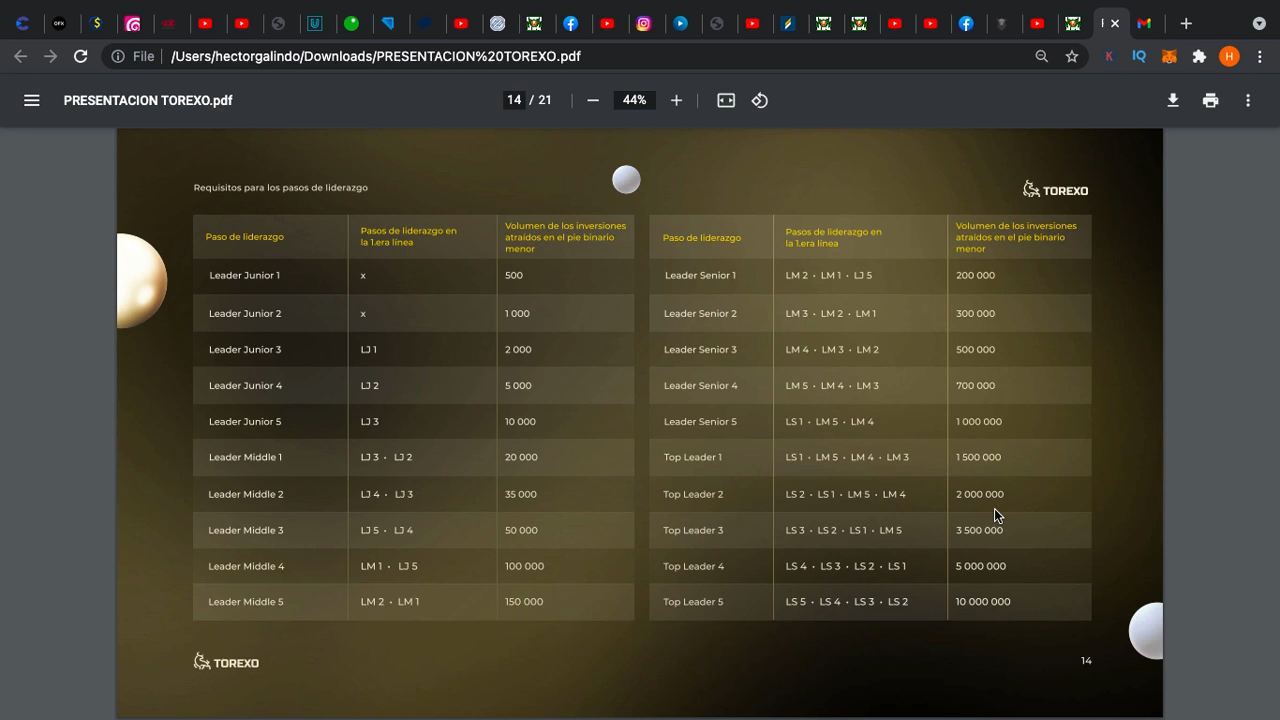 File
/Users/hectorgalindo/Downloads/PRESENTACION%20TOREXO.pdf
PRESENTACION TOREXO.pdf
14 / 21
44%
Requisitos para los pasos de liderazgo
TOREXO
Paso de liderazgo
Pasos de liderazgo en
la 1.era línea
Volumen de los inversiones
atraídos en el pie binario
menor
Leader Junior 1 x 500
Leader Junior 2 x 1 000
Leader Junior 3 LJ 1 2 000
Leader Junior 4 LJ 2 5 000
Leader Junior 5 LJ 3 10 000
Leader Middle 1 LJ 3 • LJ 2 20 000
Leader Middle 2 LJ 4 • LJ 3 35 000
Leader Middle 3 LJ 5 • LJ 4 50 000
Leader Middle 4 LM 1 • LJ 5 100 000
Leader Middle 5 LM 2 • LM 1 150 000
Paso de liderazgo
Pasos de liderazgo en
la 1.era línea
Volumen de los inversiones
atraídos en el pie binario
menor
Leader Senior 1 LM 2 • LM 1 • LJ 5 200 000
Leader Senior 2 LM 3 • LM 2 • LM 1 300 000
Leader Senior 3 LM 4 • LM 3 • LM 2 500 000
Leader Senior 4 LM 5 • LM 4 • LM 3 700 000
Leader Senior 5 LS 1 • LM 5 • LM 4 1 000 000
Top Leader 1 LS 1 • LM 5 • LM 4 • LM 3 1 500 000
Top Leader 2 LS 2 • LS 1 • LM 5 • LM 4 2 000 000
Top Leader 3 LS 3 • LS 2 • LS 1 • LM 5 3 500 000
Top Leader 4 LS 4 • LS 3 • LS 2 • LS 1 5 000 000
Top Leader 5 LS 5 • LS 4 • LS 3 • LS 2 10 000 000
TOREXO
14